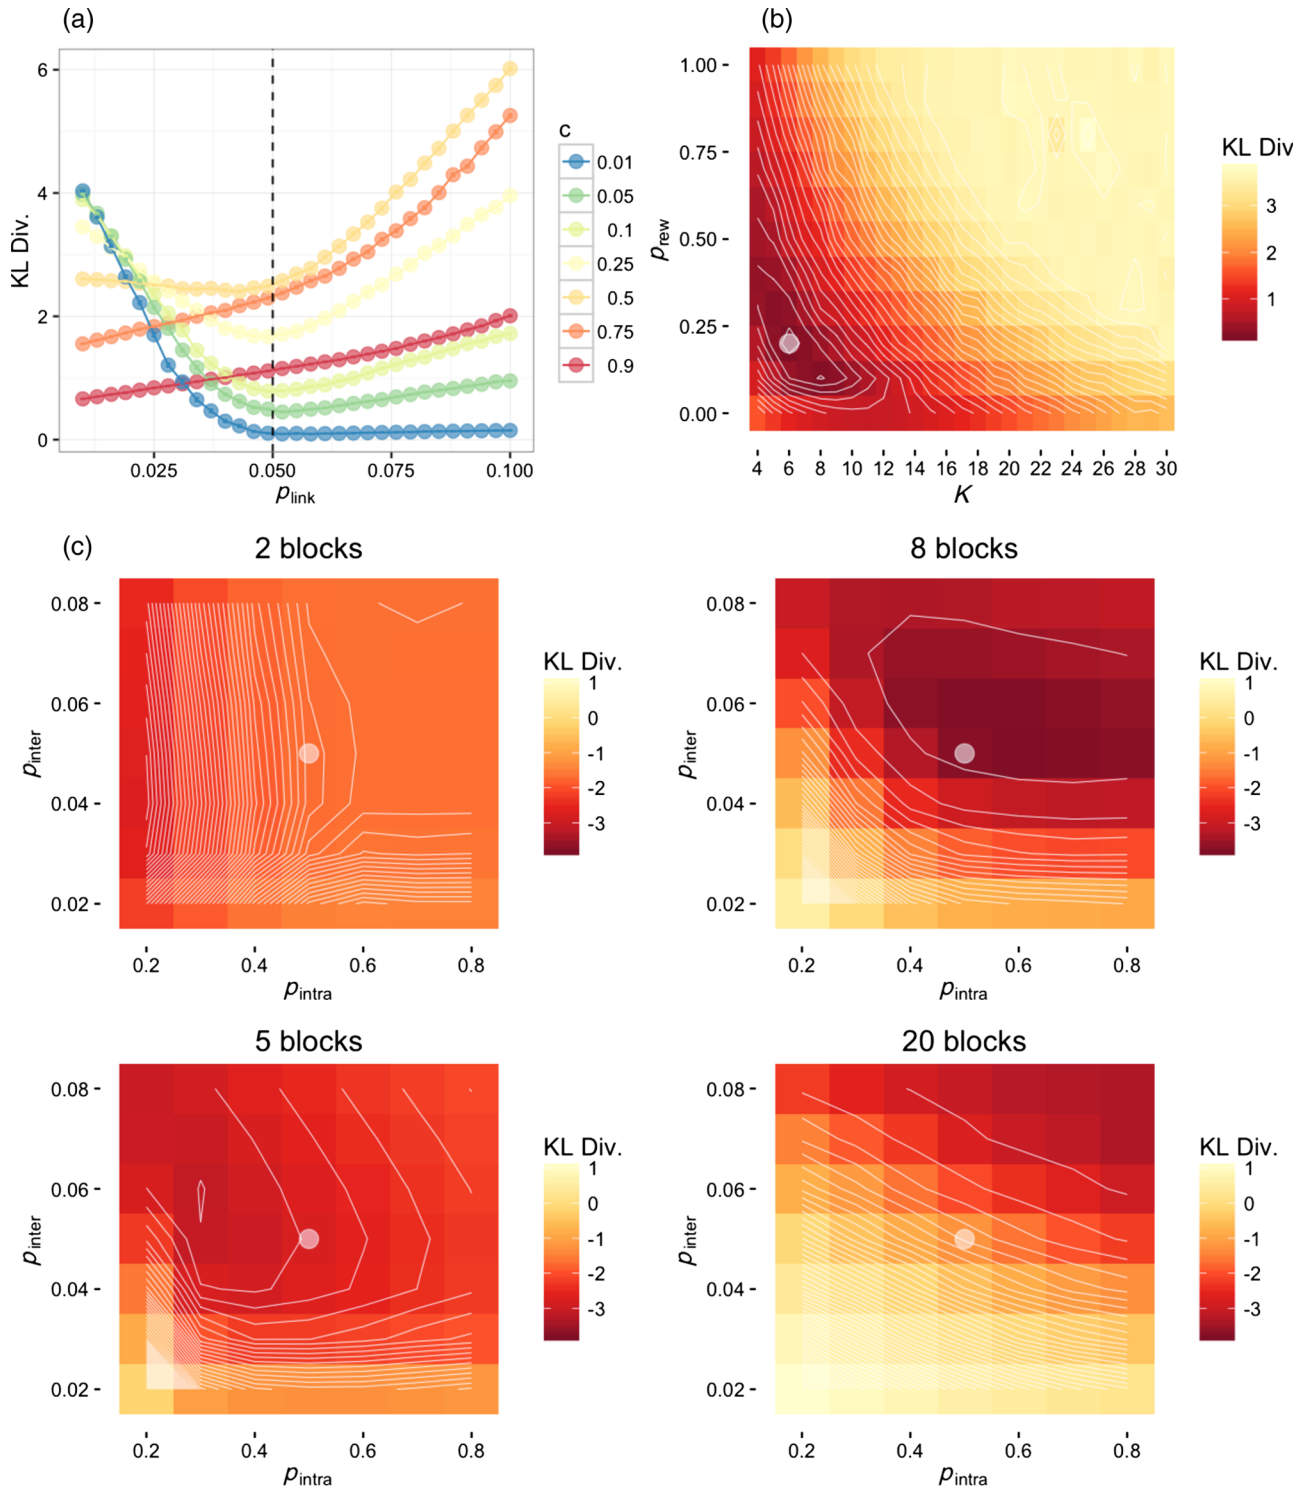 (a)
KL Div.
6
4
2
0
0.025 0.050 0.075 0.100
plink
c
0.01
0.05
0.1
0.25
0.5
0.75
0.9
(b)
prew
1.00
0.75
0.50
0.25
0.00
4 6 8 10 12 14 16 18 20 22 24 26 28 30
K
KL Div
3
2
1
(c)
2 blocks
pinter
0.08
0.06
0.04
0.02
0.2 0.4 0.6 0.8
pintra
KL Div.
1
0
-1
-2
-3
8 blocks
pinter
0.08
0.06
0.04
0.02
0.2 0.4 0.6 0.8
pintra
KL Div.
1
0
-1
-2
-3
5 blocks
pinter
0.08
0.06
0.04
0.02
0.2 0.4 0.6 0.8
pintra
KL Div.
1
0
-1
-2
-3
20 blocks
pinter
0.08
0.06
0.04
0.02
0.2 0.4 0.6 0.8
pintra
KL Div.
1
0
-1
-2
-3